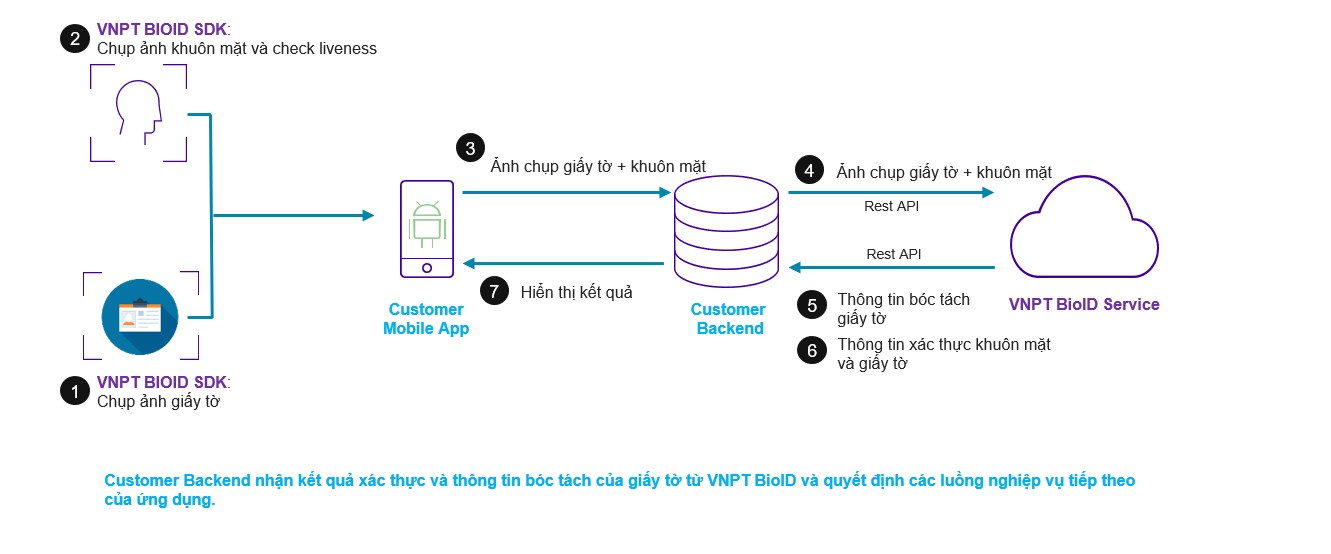 2
VNPT BIOID SDK:
Chụp ảnh khuôn mặt và check liveness
3
Ảnh chụp giấy tờ + khuôn mặt
4
Ảnh chụp giấy tờ + khuôn mặt
Rest API
Rest API
7
Hiển thị kết quả
Customer
Mobile App
Customer
Backend
VNPT BioID Service
5
Thông tin bóc tách
giấy tờ
6
Thông tin xác thực khuôn mặt
và giấy tờ
1
VNPT BIOID SDK:
Chụp ảnh giấy tờ
Customer Backend nhận kết quả xác thực và thông tin bóc tách của giấy tờ từ VNPT BioID và quyết định các luồng nghiệp vụ tiếp theo
của ứng dụng.